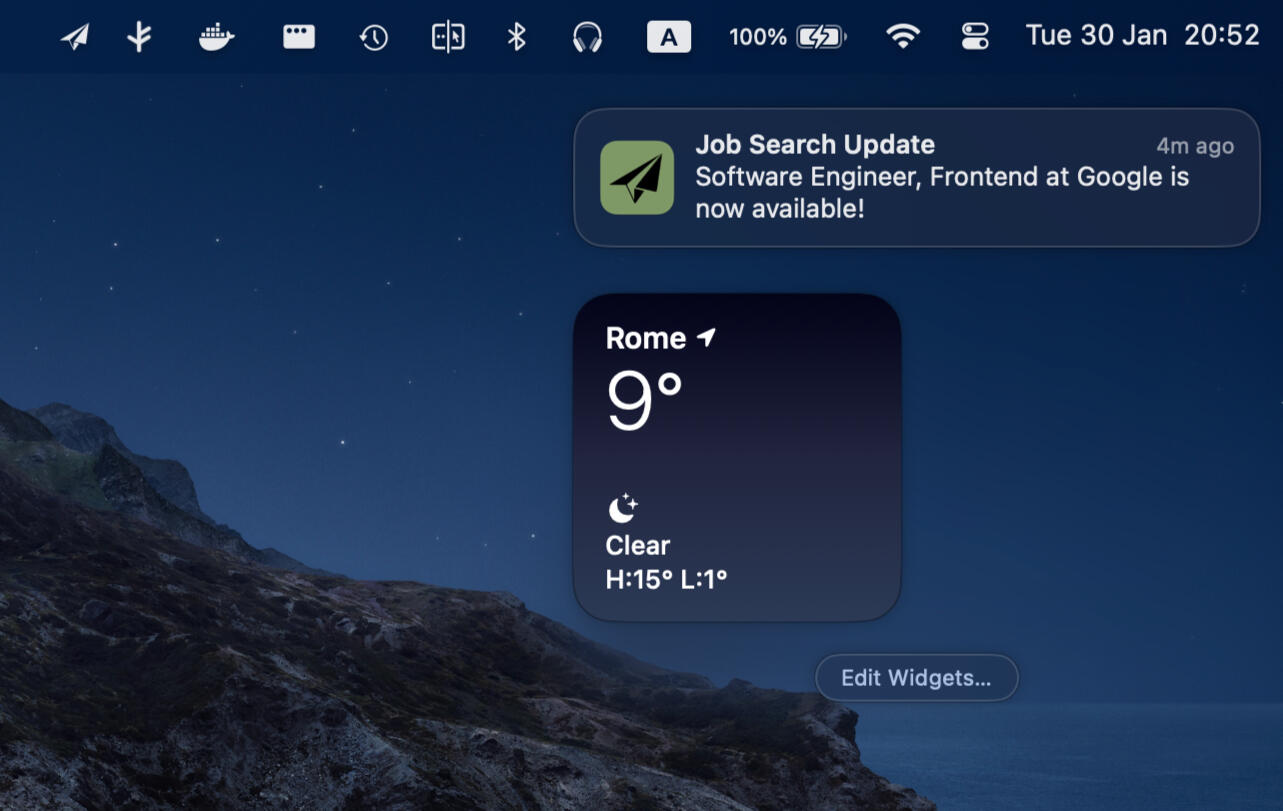 A 100% Tue 30 Jan 20:52
Job Search Update 4m ago
Software Engineer, Frontend at Google is
now available!
Rome
9°
Clear
H:15° L:1°
Edit Widgets...